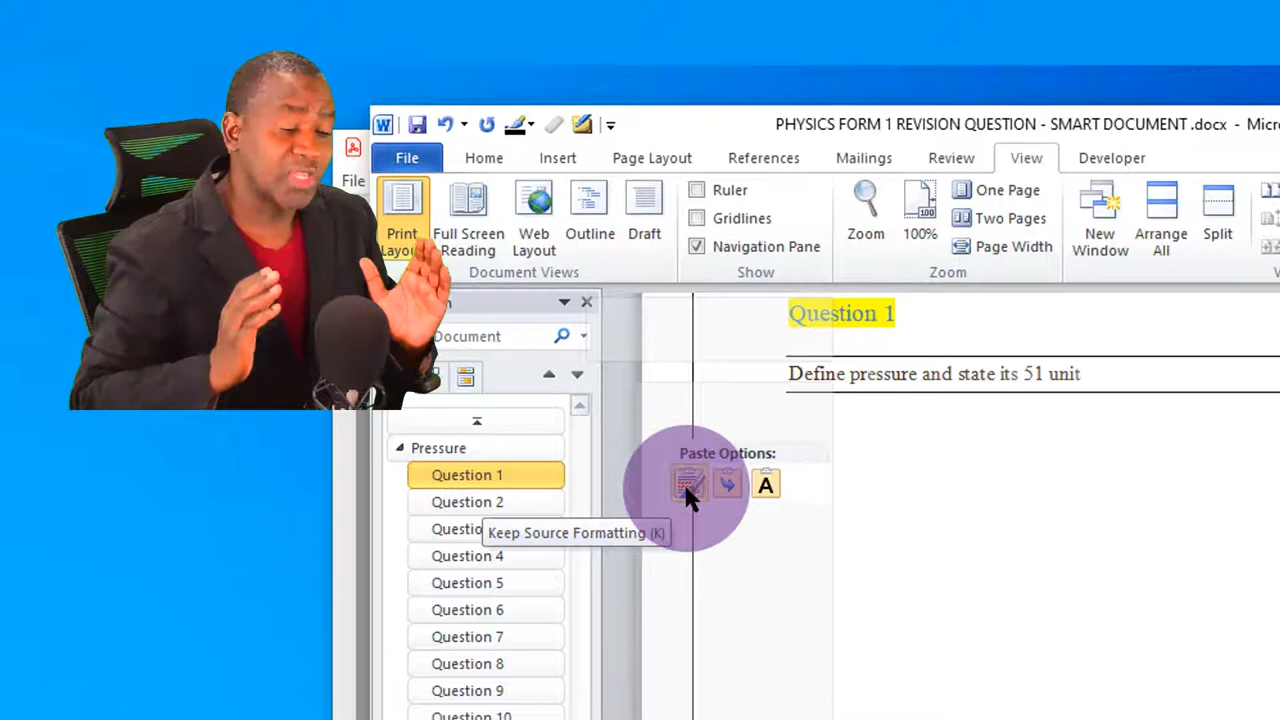 PHYSICS FORM 1 REVISION QUESTION - SMART DOCUMENT .docx - Micro
File
File Home Insert Page Layout References Mailings Review View Developer
Print Layou
Full Screen Reading
Web Layout
Outline
Draft
Document Views
Ruler
Gridlines
Navigation Pane
Show
Zoom
100
100%
One Page
Two Pages
Page Width
Zoom
New Window
Arrange All
Split
Document
Pressure
Question 1
Question 2
Questio
Question 4
Question 5
Question 6
Question 7
Question 8
Question 9
Question 10
Keep Source Formatting (K)
Question 1
Define pressure and state its 51 unit
Paste Options:
A